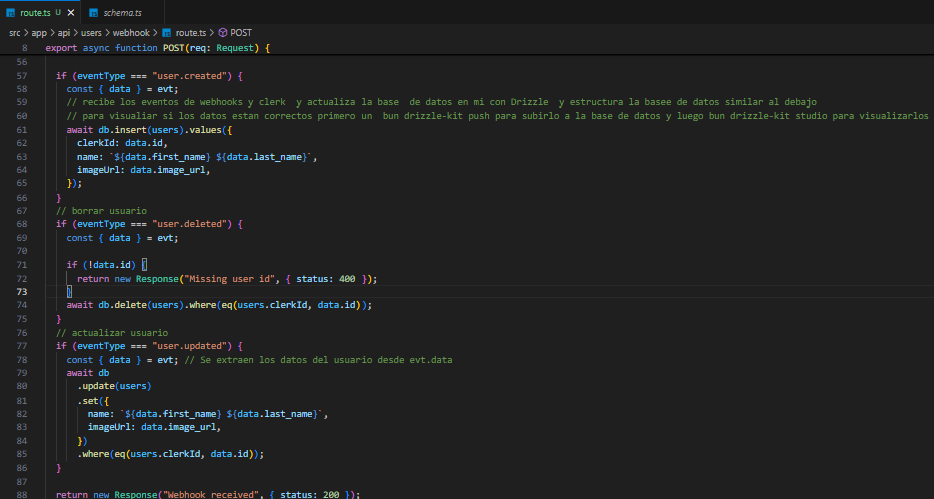 route.ts U × schema.ts
src > app > api > users > webhook > route.ts > POST
8 export async function POST(req: Request) {
56
57 if (eventType === "user.created") {
58 const { data } = evt;
59 // recibe los eventos de webhooks y clerk  y actualiza la base  de datos en mi con Drizzle  y estructura la basee de datos similar al debajo
60 // para visualiar si los datos estan correctos primero un  bun drizzle-kit push para subirlo a la base de datos y luego bun drizzle-kit studio para visualizarlos
61 await db.insert(users).values({
62 clerkId: data.id,
63 name: `${data.first_name} ${data.last_name}`,
64 imageUrl: data.image_url,
65 });
66 }
67 // borrar usuario
68 if (eventType === "user.deleted") {
69 const { data } = evt;
70
71 if (!data.id) {
72 return new Response("Missing user id", { status: 400 });
73 }
74 await db.delete(users).where(eq(users.clerkId, data.id));
75 }
76 // actualizar usuario
77 if (eventType === "user.updated") {
78 const { data } = evt; // Se extraen los datos del usuario desde evt.data
79 await db
80 .update(users)
81 .set({
82 name: `${data.first_name} ${data.last_name}`,
83 imageUrl: data.image_url,
84 })
85 .where(eq(users.clerkId, data.id));
86 }
87
88 return new Response("Webhook received", { status: 200 });